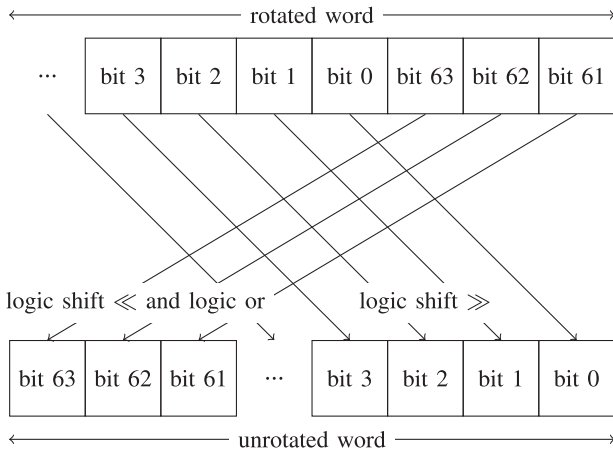 rotated word
... bit 3 bit 2 bit 1 bit 0 bit 63 bit 62 bit 61
logic shift ≪ and logic or logic shift ≫
bit 63 bit 62 bit 61 ... bit 3 bit 2 bit 1 bit 0
unrotated word